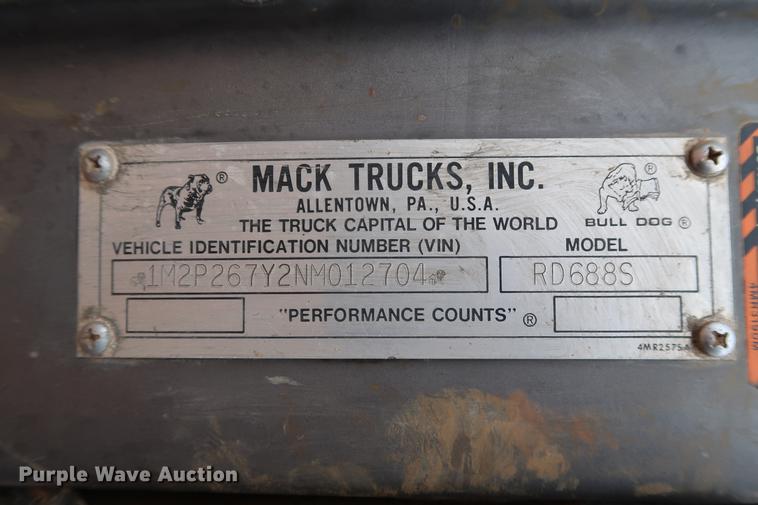 MACK TRUCKS, INC.
ALLENTOWN, PA., U.S.A.
THE TRUCK CAPITAL OF THE WORLD
®
®
BULL DOG ®
VEHICLE IDENTIFICATION NUMBER (VIN)
MODEL
1M2P267Y2NM012704
RD688S
"PERFORMANCE COUNTS" ®
4MR2575A
Purple Wave Auction